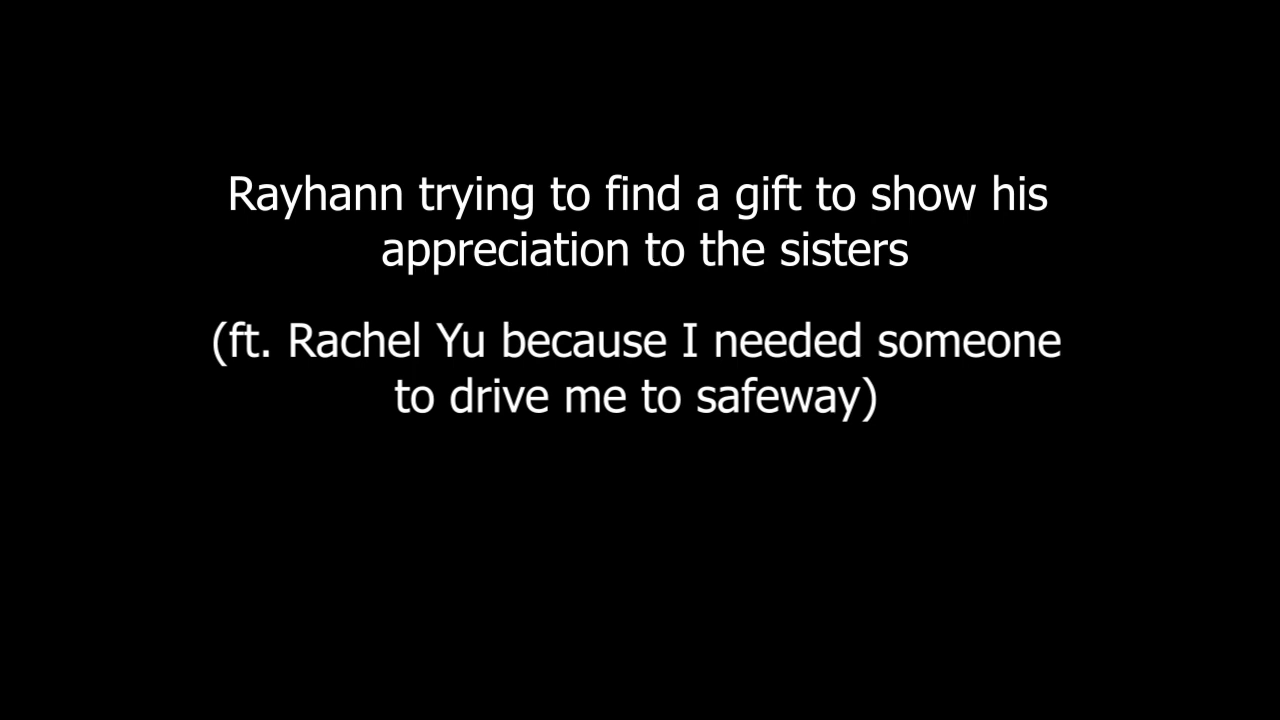 Rayhann trying to find a gift to show his
appreciation to the sisters
(ft. Rachel Yu because I needed someone
to drive me to safeway)